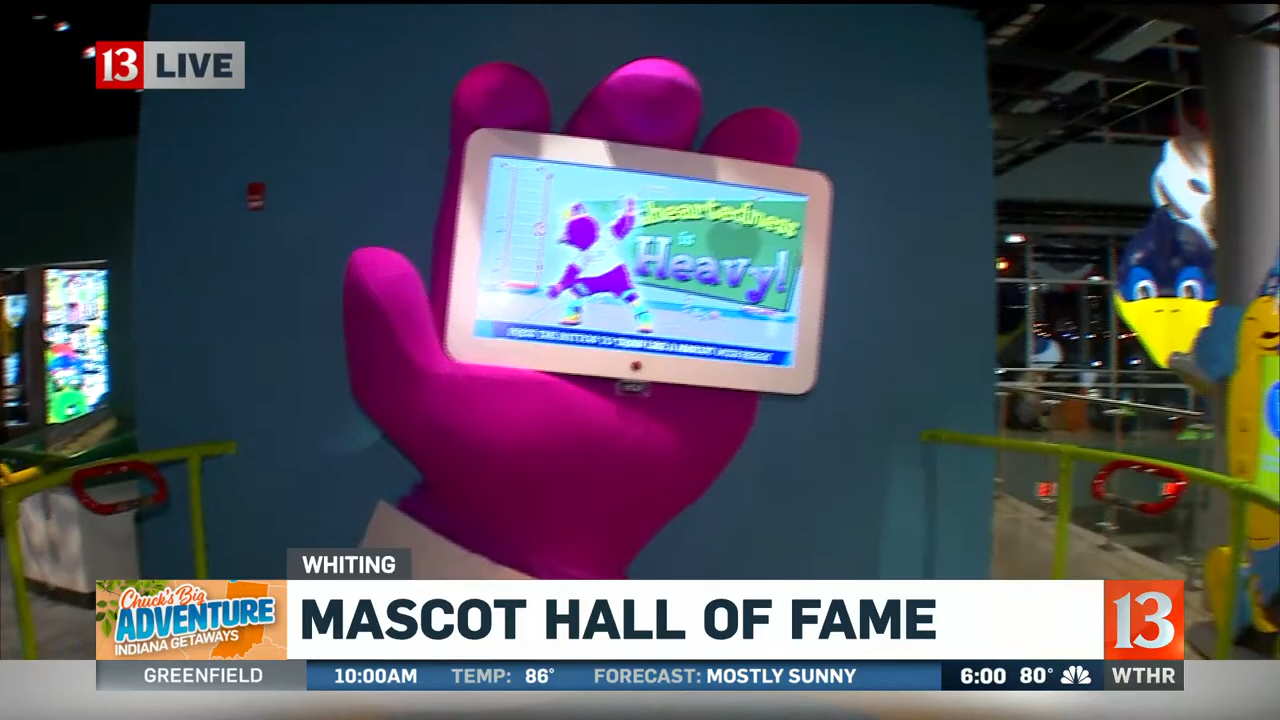 13 LIVE
heartedness
is
Heavy!
WHITING
Chuck's Big
ADVENTURE
INDIANA GETAWAYS
MASCOT HALL OF FAME
13
GREENFIELD
10:00AM TEMP: 86° FORECAST: MOSTLY SUNNY
6:00 80°
WTHR